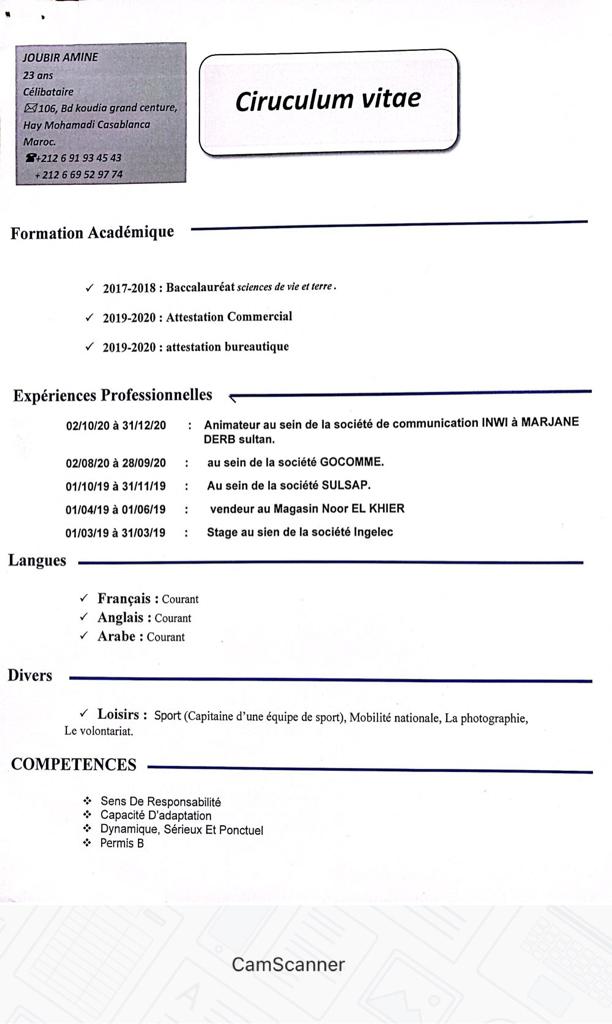 JOUBIR AMINE
23 ans
Célibataire
✉106, Bd koudia grand centure,
Hay Mohamadi Casablanca
Maroc.
☎+212 6 91 93 45 43
+ 212 6 69 52 97 74
Ciruculum vitae
Formation Académique
✓ 2017-2018 : Baccalauréat sciences de vie et terre.
✓ 2019-2020 : Attestation Commercial
✓ 2019-2020 : attestation bureautique
Expériences Professionnelles
02/10/20 à 31/12/20 : Animateur au sein de la société de communication INWI à MARJANE
DERB sultan.
02/08/20 à 28/09/20 : au sein de la société GOCOMME.
01/10/19 à 31/11/19 : Au sein de la société SULSAP.
01/04/19 à 01/06/19 : vendeur au Magasin Noor EL KHIER
01/03/19 à 31/03/19 : Stage au sien de la société Ingelec
Langues
✓ Français : Courant
✓ Anglais : Courant
✓ Arabe : Courant
Divers
✓ Loisirs : Sport (Capitaine d'une équipe de sport), Mobilité nationale, La photographie,
Le volontariat.
COMPETENCES
❖ Sens De Responsabilité
❖ Capacité D'adaptation
❖ Dynamique, Sérieux Et Ponctuel
❖ Permis B
CamScanner